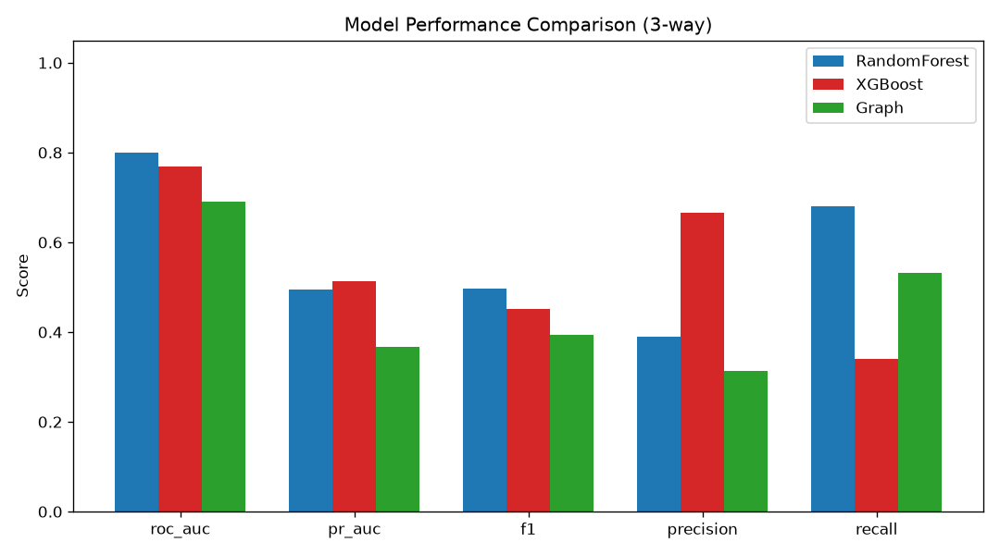 Model Performance Comparison (3-way)
RandomForest
XGBoost
Graph
Score
1.0
0.8
0.6
0.4
0.2
0.0
roc_auc
pr_auc
f1
precision
recall